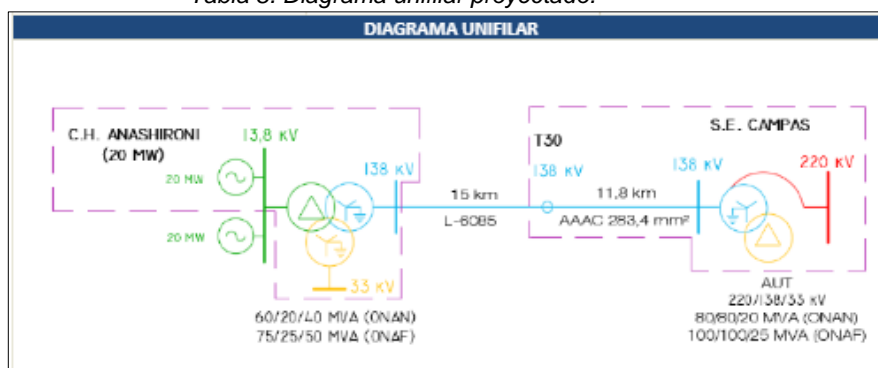 Tabla 8. Diagrama unifilar proyectado.
DIAGRAMA UNIFILAR
C.H. ANASHIRONI
(20 MW)
13,8 KV
20 MW
20 MW
138 KV
33 KV
60/20/40 MVA (ONAN)
75/25/50 MVA (ONAF)
15 km
L-6085
T30
138 KV
11,8 km
AAAC 283,4 mm²
S.E. CAMPAS
138 KV
220 KV
AUT
220/138/33 kV
80/80/20 MVA (ONAN)
100/100/25 MVA (ONAF)